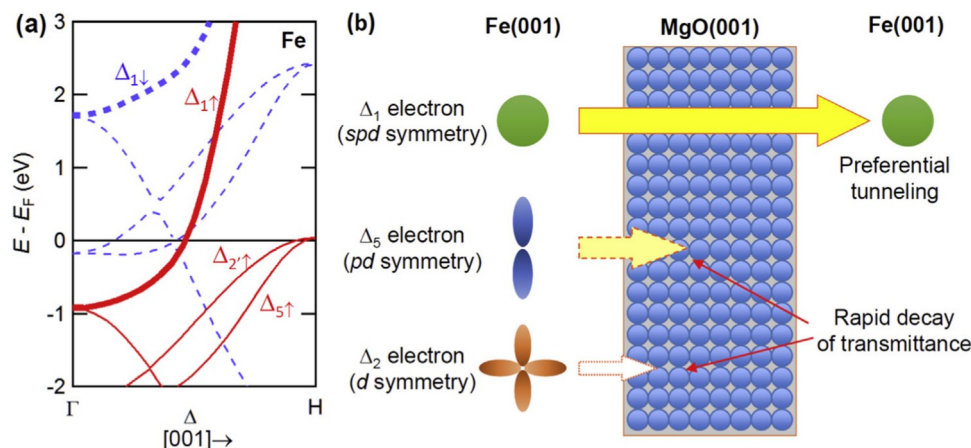 (a)
Fe
3
2
1
0
-1
-2
E - E_F (eV)
Δ₁↓
Δ₁↑
Δ₂'↑
Δ₅↑
Γ
Δ
H
[001]→
(b)
Fe(001)
MgO(001)
Fe(001)
Δ₁ electron
(spd symmetry)
Preferential
tunneling
Δ₅ electron
(pd symmetry)
Rapid decay
of transmittance
Δ₂ electron
(d symmetry)